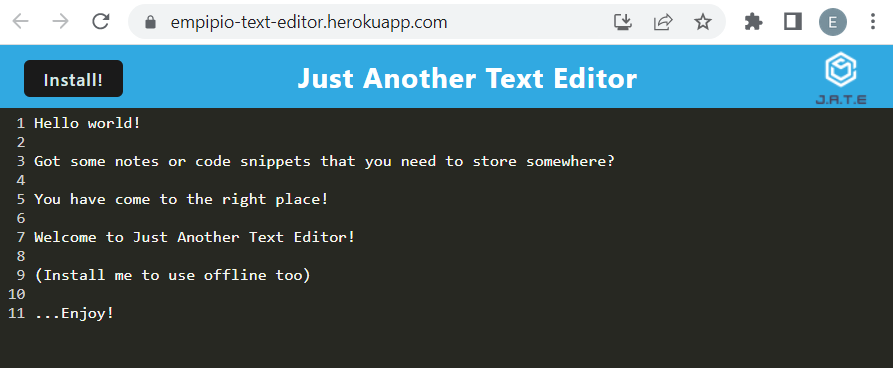 empipio-text-editor.herokuapp.com
E
Install!
Just Another Text Editor
J.A.T.E
1 Hello world!
2
3 Got some notes or code snippets that you need to store somewhere?
4
5 You have come to the right place!
6
7 Welcome to Just Another Text Editor!
8
9 (Install me to use offline too)
10
11 ...Enjoy!